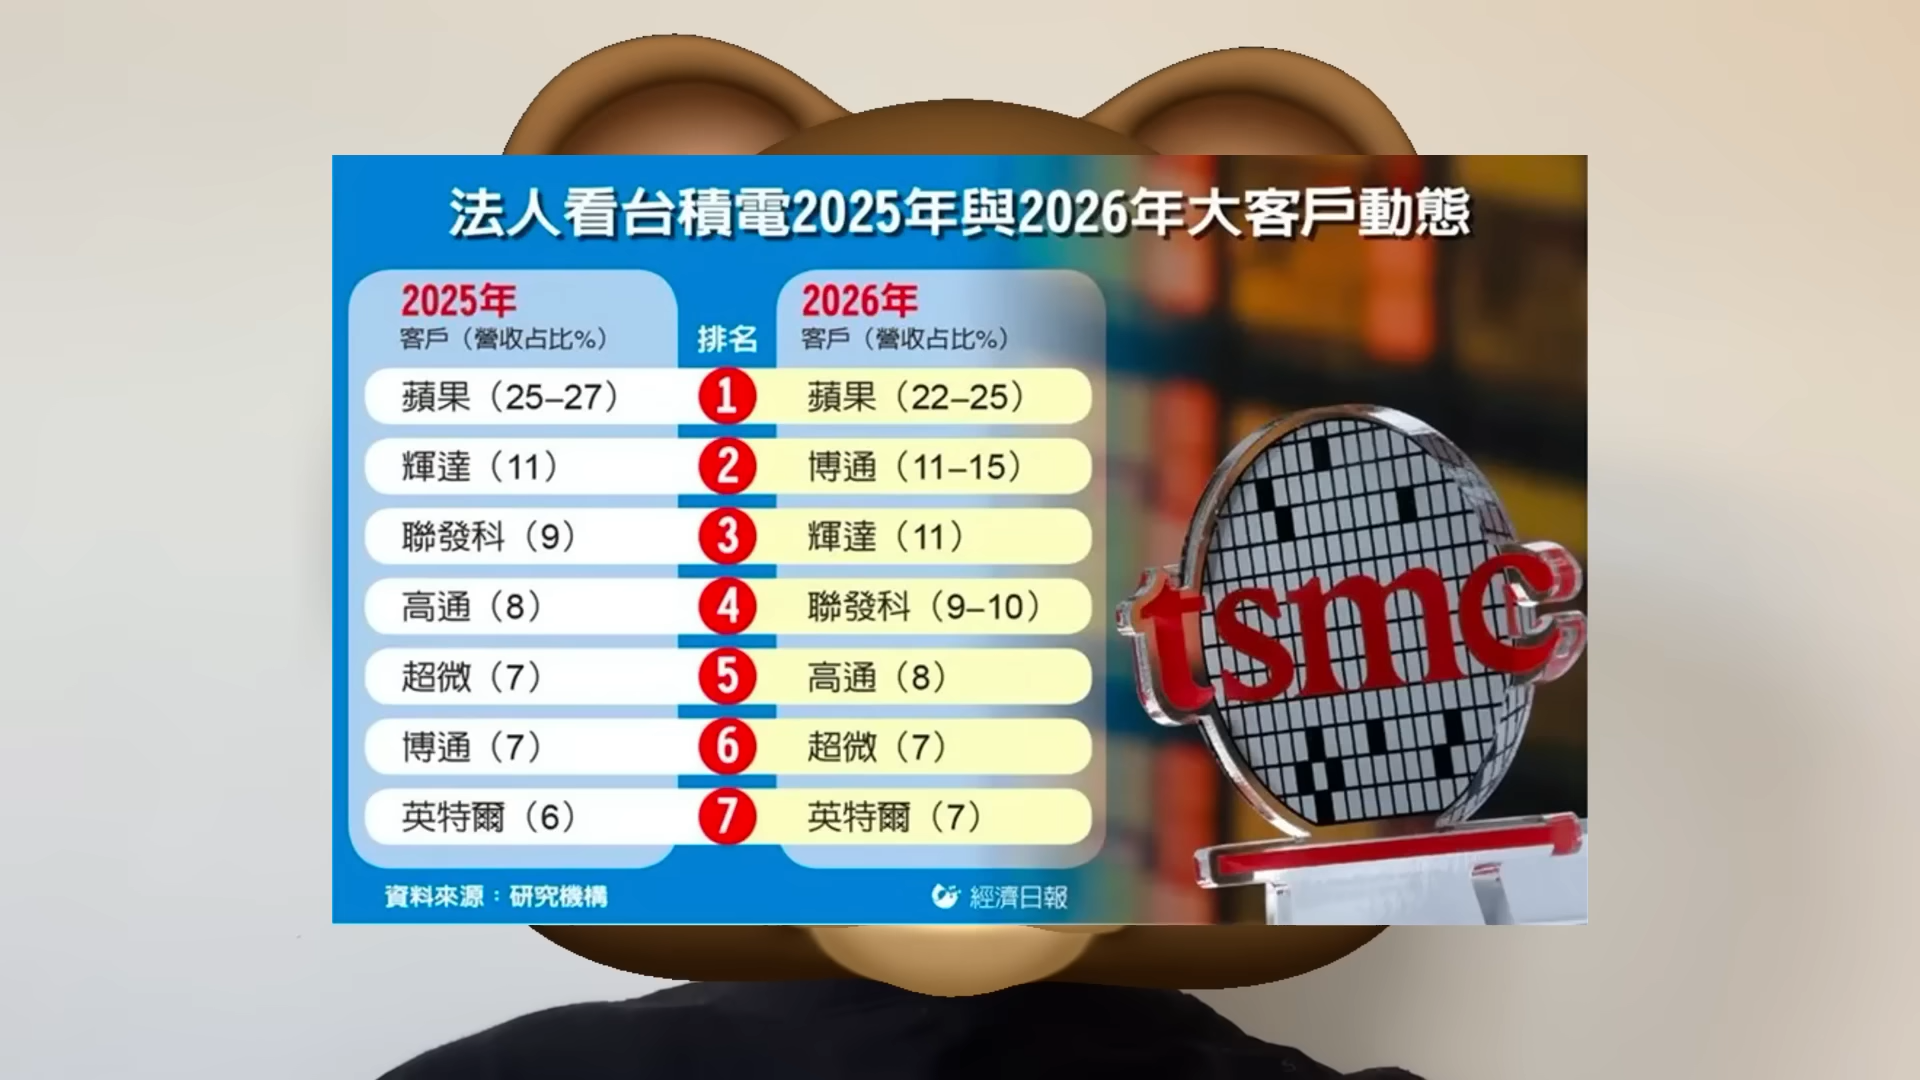 法人看台積電2025年與2026年大客戶動態
2025年
客戶（營收占比%）
排名
2026年
客戶（營收占比%）
蘋果（25–27） 1 蘋果（22–25）
輝達（11） 2 博通（11–15）
聯發科（9） 3 輝達（11）
高通（8） 4 聯發科（9–10）
超微（7） 5 高通（8）
博通（7） 6 超微（7）
英特爾（6） 7 英特爾（7）
資料來源：研究機構
經濟日報
tsmc